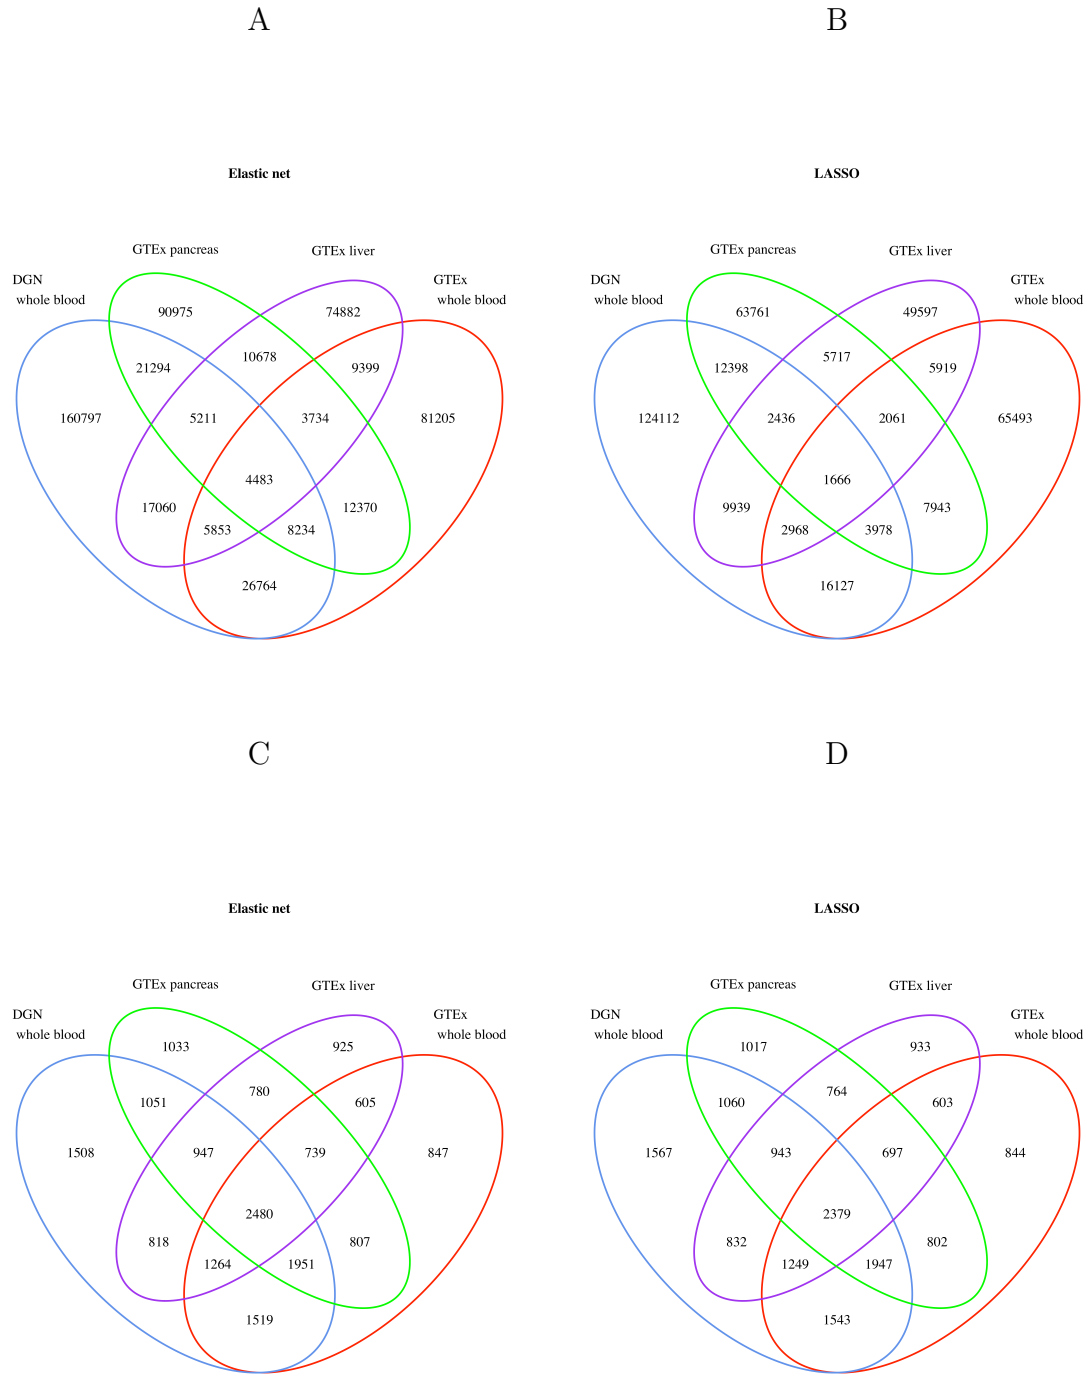 A
B
Elastic net
LASSO
GTEx pancreas
GTEx liver
DGN
whole blood
GTEx
whole blood
90975
74882
10678
21294
9399
160797
5211
3734
81205
4483
17060
12370
5853
8234
26764
GTEx pancreas
GTEx liver
DGN
whole blood
GTEx
whole blood
63761
49597
5717
12398
5919
124112
2436
2061
65493
1666
9939
7943
2968
3978
16127
C
D
Elastic net
LASSO
GTEx pancreas
GTEx liver
DGN
whole blood
GTEx
whole blood
1033
925
780
1051
605
1508
947
739
847
2480
818
807
1264
1951
1519
GTEx pancreas
GTEx liver
DGN
whole blood
GTEx
whole blood
1017
933
764
1060
603
1567
943
697
844
2379
832
802
1249
1947
1543